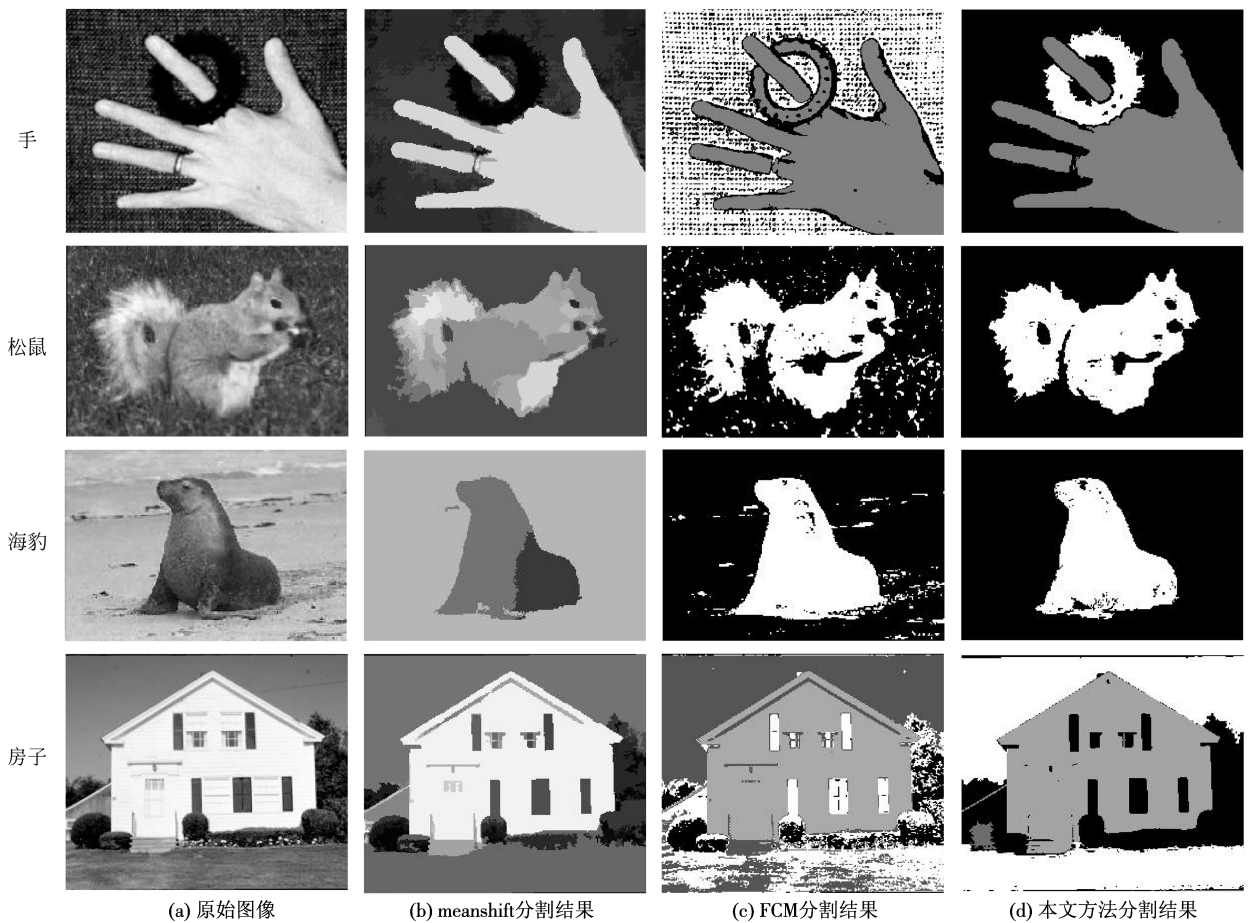 手
松鼠
海豹
房子
(a) 原始图像
(b) meanshift分割结果
(c) FCM分割结果
(d) 本文方法分割结果